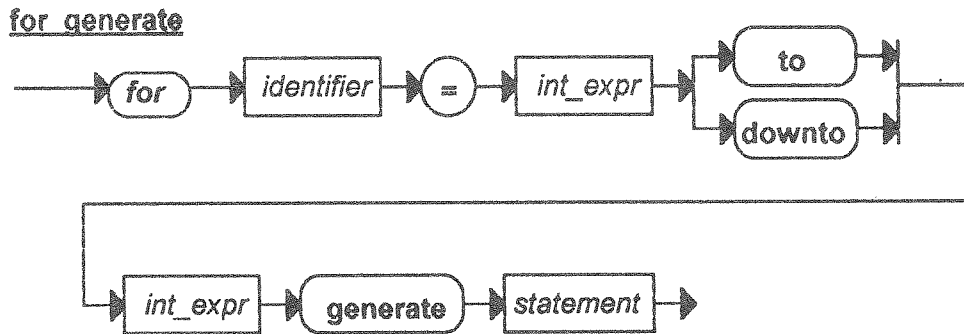 for generate
for identifier = int_expr to
downto
int_expr generate statement